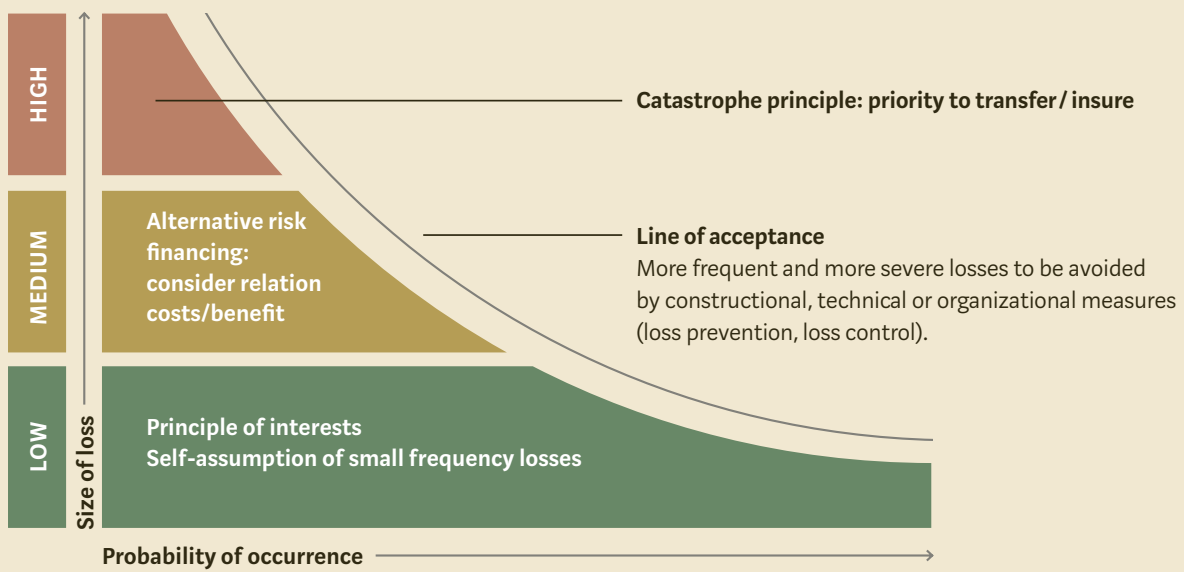 HIGH
Catastrophe principle: priority to transfer/insure
MEDIUM
Alternative risk
financing:
consider relation
costs/benefit
Line of acceptance
More frequent and more severe losses to be avoided
by constructional, technical or organizational measures
(loss prevention, loss control).
LOW
Size of loss
Principle of interests
Self-assumption of small frequency losses
Probability of occurrence